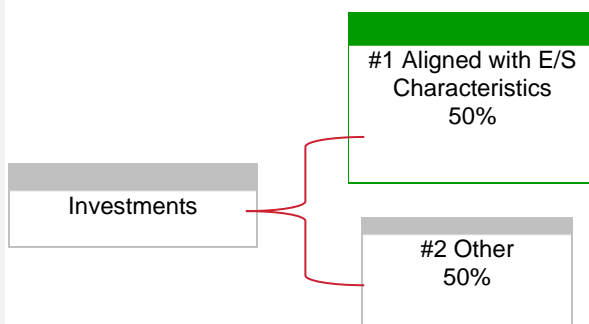 #1 Aligned with E/S
Characteristics
50%
Investments
#2 Other
50%